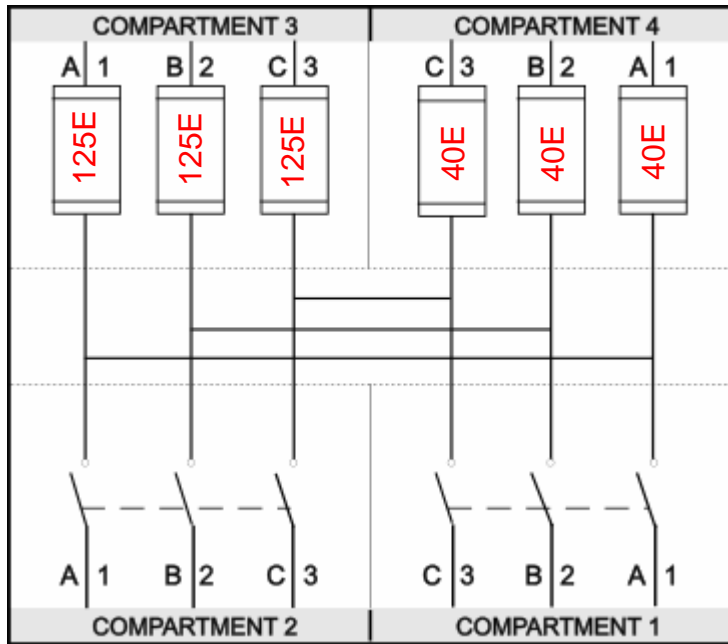 COMPARTMENT 3 COMPARTMENT 4
A 1 B 2 C 3 C 3 B 2 A 1
125E 125E 125E 40E 40E 40E
A 1 B 2 C 3 C 3 B 2 A 1
COMPARTMENT 2 COMPARTMENT 1